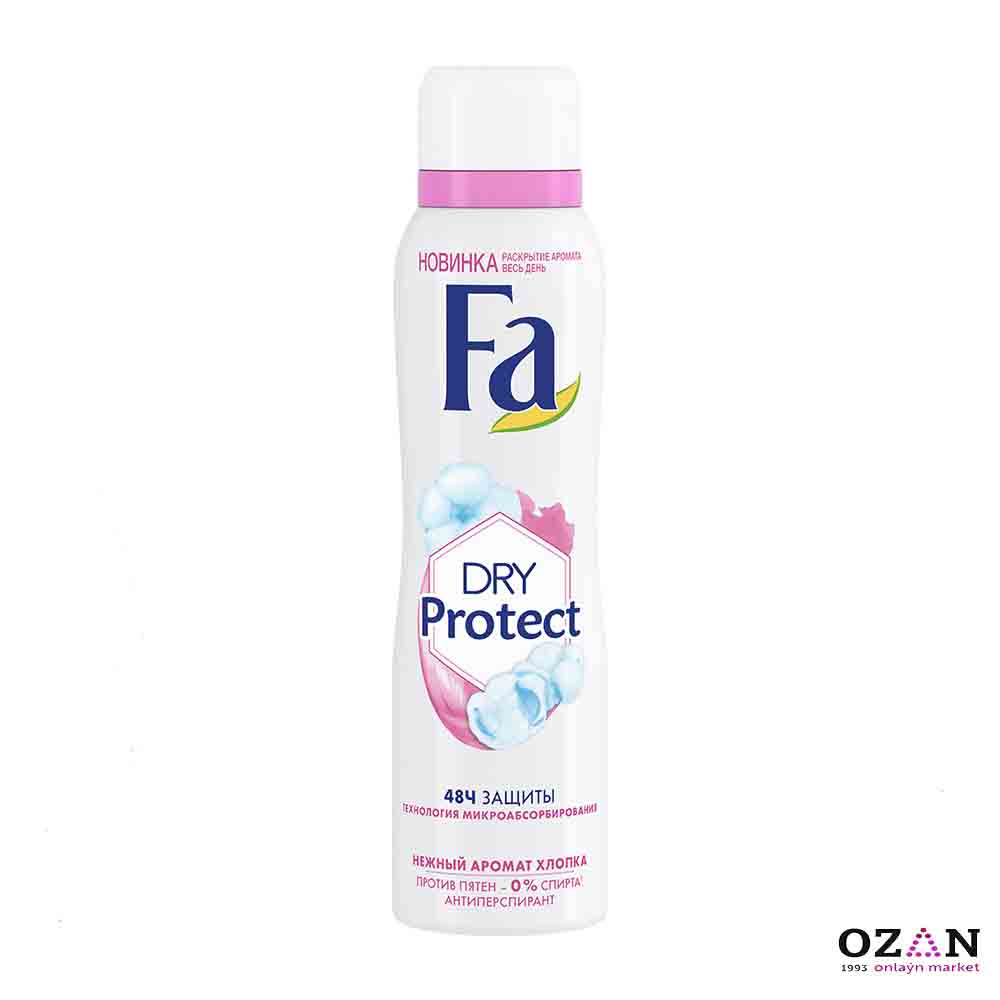 НОВИНКА РАСКРЫТИЕ АРОМАТА
ВЕСЬ ДЕНЬ
Fa
DRY
Protect
48Ч ЗАЩИТЫ
ТЕХНОЛОГИЯ МИКРОАБСОРБИРОВАНИЯ
НЕЖНЫЙ АРОМАТ ХЛОПКА
ПРОТИВ ПЯТЕН – 0% СПИРТА!
АНТИПЕРСПИРАНТ
OZAN
1993 onlaýn market